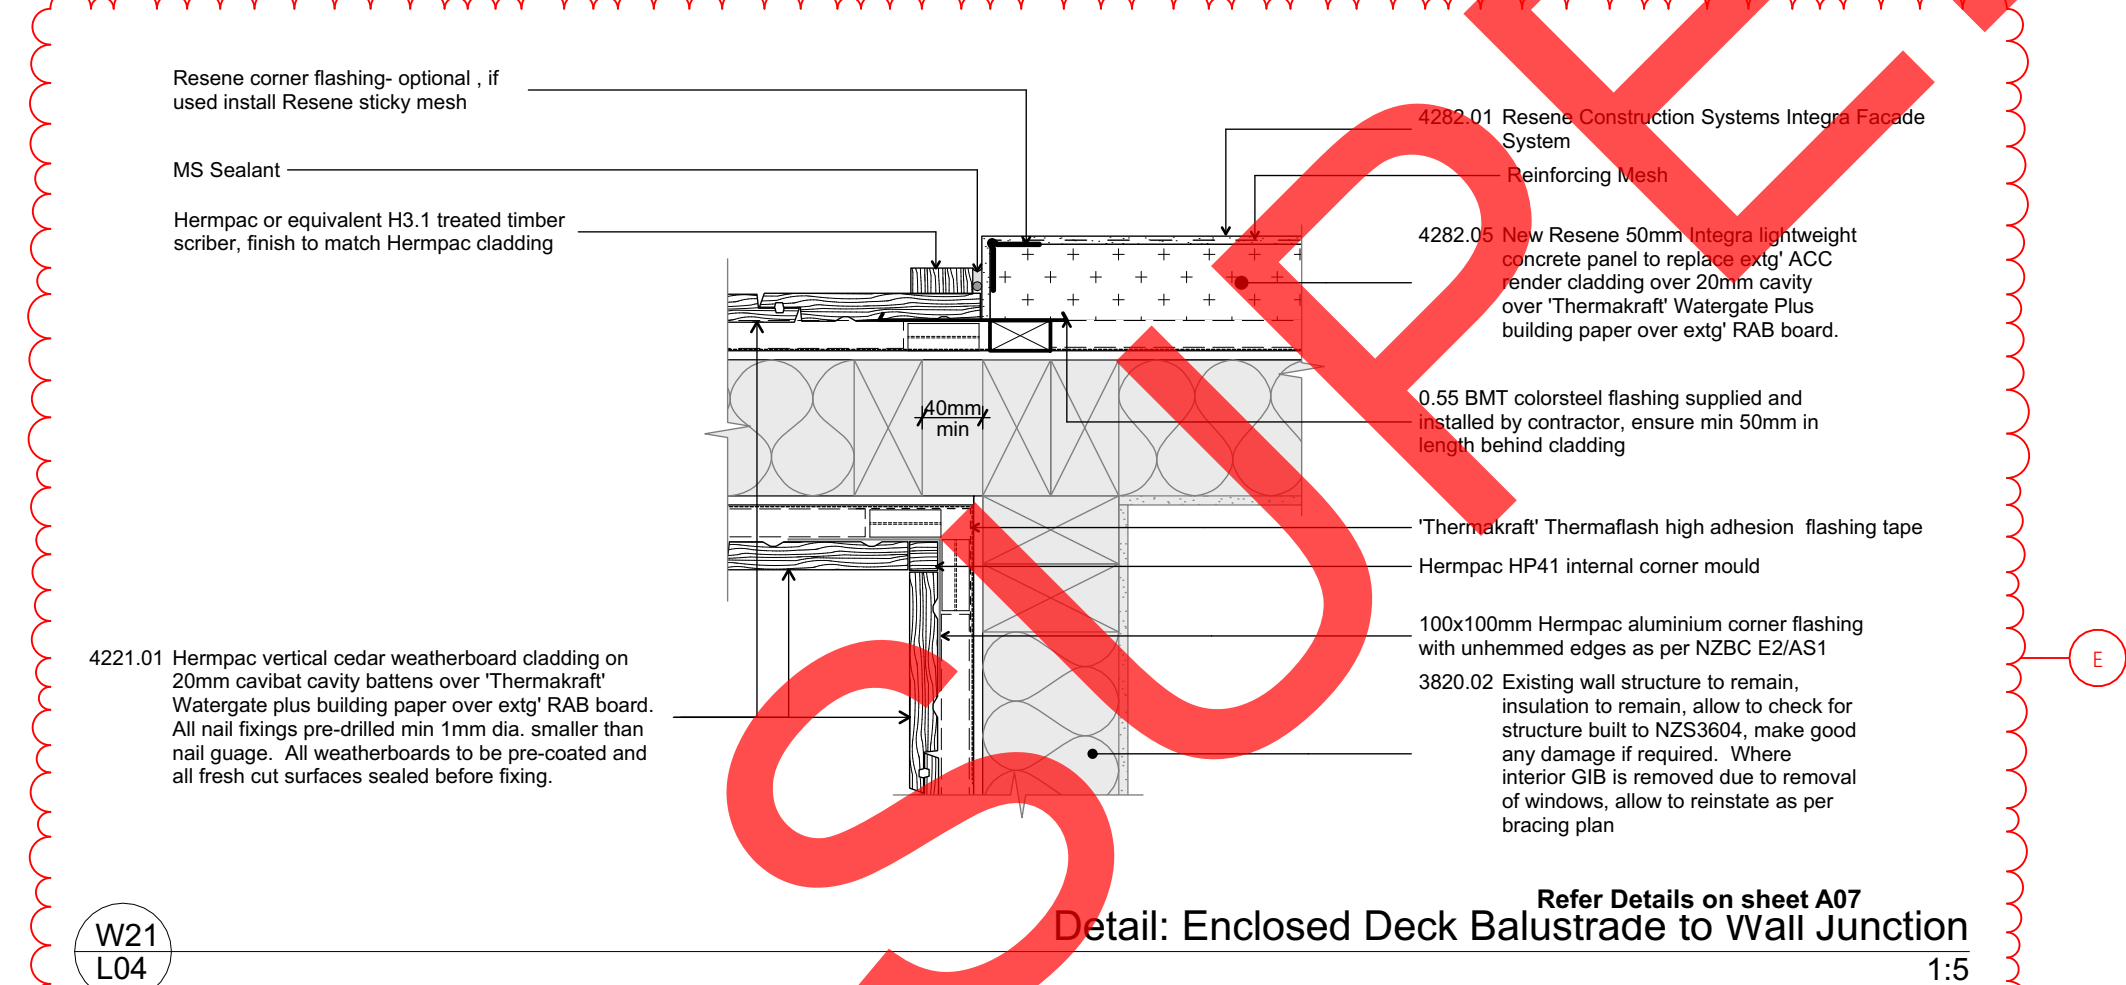 Resene corner flashing- optional , if
used install Resene sticky mesh
MS Sealant
Hermpac or equivalent H3.1 treated timber
scriber, finish to match Hermpac cladding
4221.01 Hermpac vertical cedar weatherboard cladding on
20mm cavibat cavity battens over 'Thermakraft'
Watergate plus building paper over extg' RAB board.
All nail fixings pre-drilled min 1mm dia. smaller than
nail guage.  All weatherboards to be pre-coated and
all fresh cut surfaces sealed before fixing.
40mm
min
4282.01 Resene Construction Systems Integra Facade
System
Reinforcing Mesh
4282.05 New Resene 50mm Integra lightweight
concrete panel to replace extg' ACC
render cladding over 20mm cavity
over 'Thermakraft' Watergate Plus
building paper over extg' RAB board.
0.55 BMT colorsteel flashing supplied and
installed by contractor, ensure min 50mm in
length behind cladding
'Thermakraft' Thermaflash high adhesion  flashing tape
Hermpac HP41 internal corner mould
100x100mm Hermpac aluminium corner flashing
with unhemmed edges as per NZBC E2/AS1
3820.02 Existing wall structure to remain,
insulation to remain, allow to check for
structure built to NZS3604, make good
any damage if required.  Where
interior GIB is removed due to removal
of windows, allow to reinstate as per
bracing plan
E
Refer Details on sheet A07
Detail: Enclosed Deck Balustrade to Wall Junction
1:5
W21
L04
SUPE